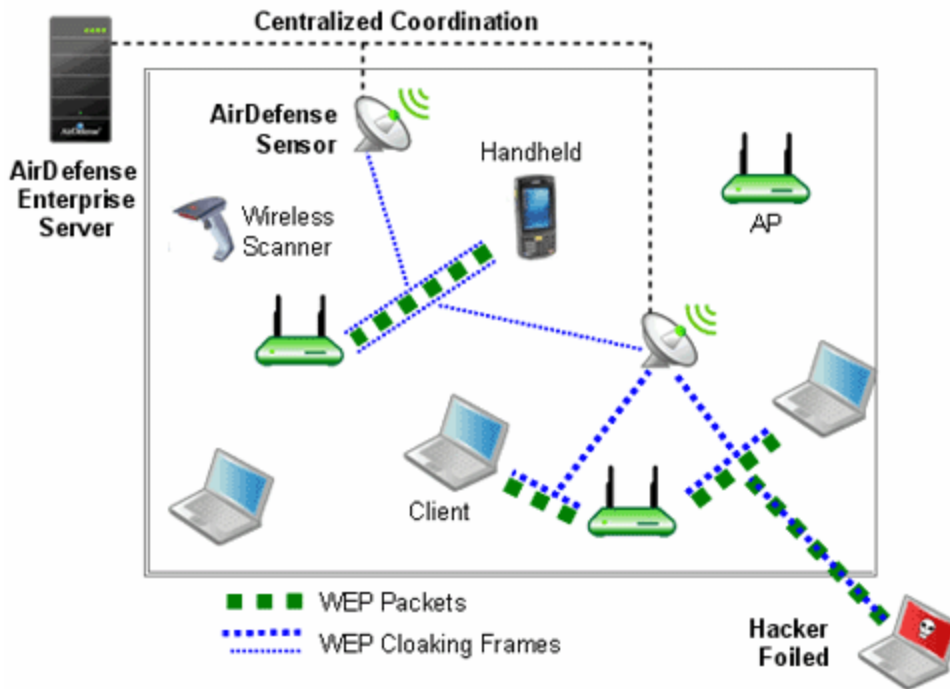 Centralized Coordination
AirDefense
AirDefense
Enterprise
Server
AirDefense
Sensor
Handheld
Wireless
Scanner
AP
Client
WEP Packets
WEP Cloaking Frames
Hacker
Foiled